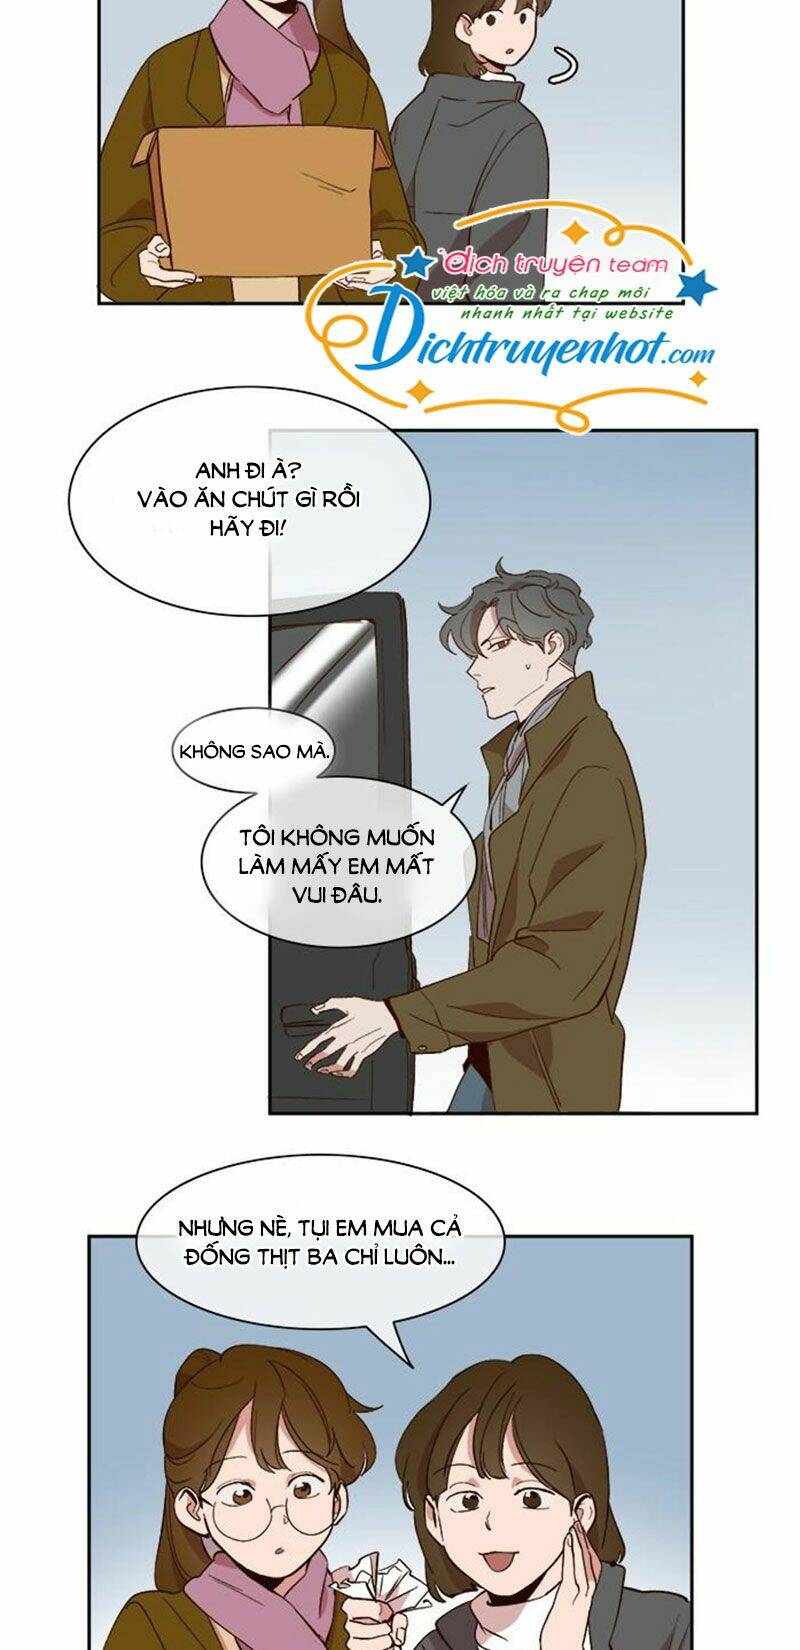 dịch truyện team
việt hóa và ra chap mới
nhanh nhất tại website
Dichtruyenhot.com
ANH ĐI À?
VÀO ĂN CHÚT GÌ RỒI
HÃY ĐI!
KHÔNG SAO MÀ.
TÔI KHÔNG MUỐN
LÀM MẤY EM MẤT
VUI ĐÂU.
NHƯNG NÈ, TỤI EM MUA CẢ
ĐỐNG THỊT BA CHỈ LUÔN...